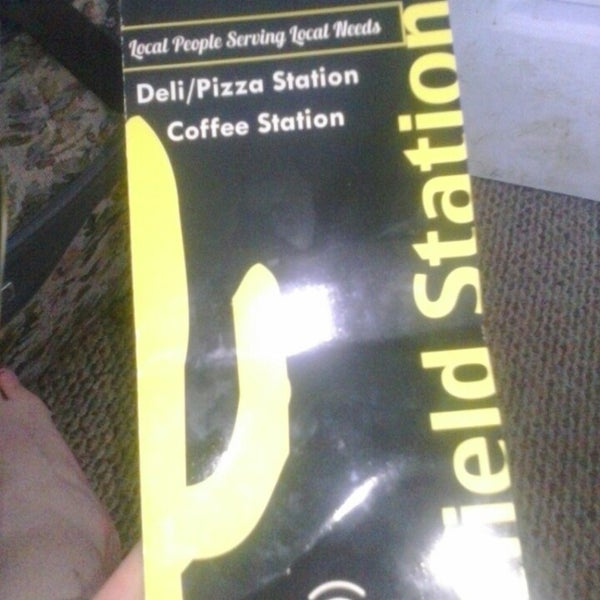 Local People Serving Local Needs
Deli/Pizza Station
Coffee Station
ield Station